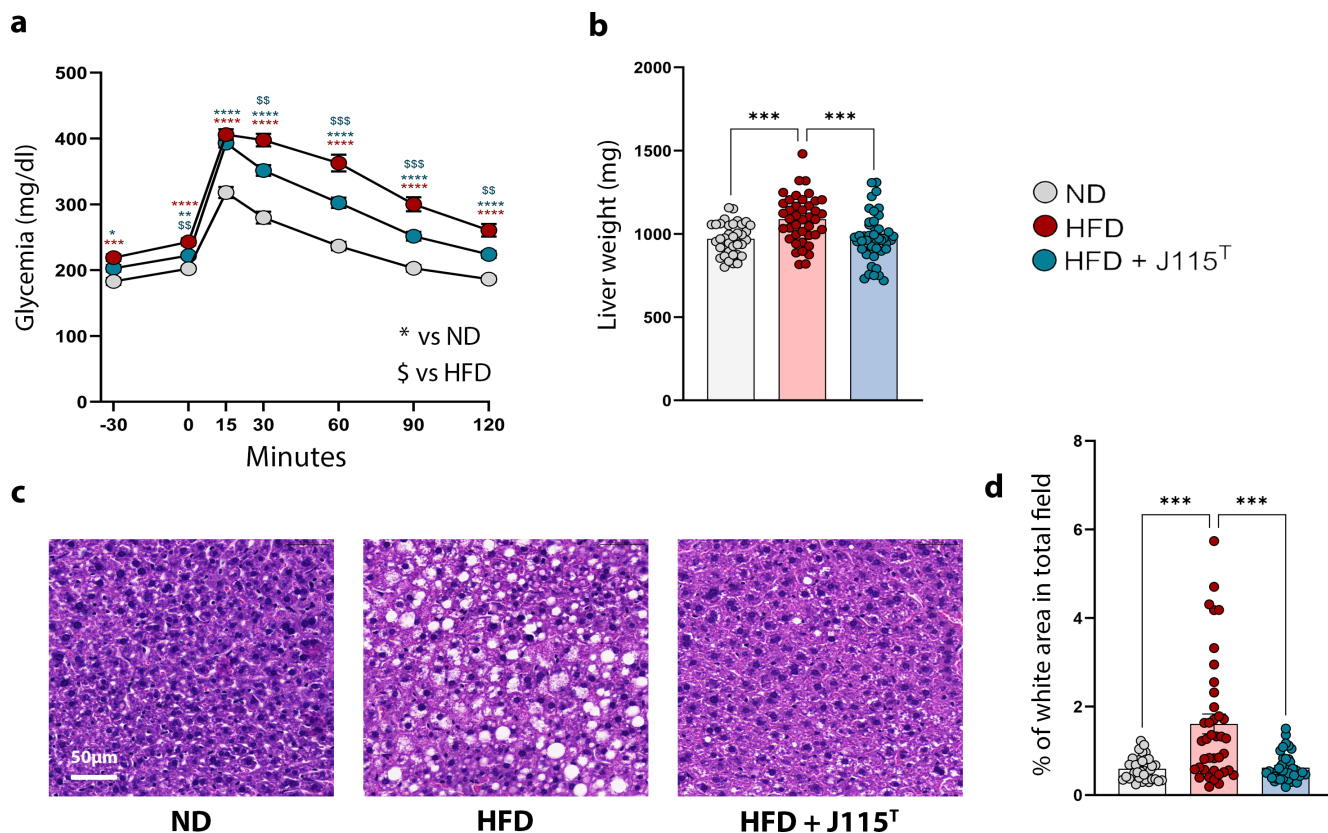 a
500
400
300
200
100
0
Glycemia (mg/dl)
-30
0
15
30
60
90
120
Minutes
*
***
****
**
$$
****
****
$$
****
****
$$$
****
****
$$$
****
****
$$
****
****
* vs ND
$ vs HFD
b
2000
1500
1000
500
0
Liver weight (mg)
***
***
ND
HFD
HFD + J115ᵀ
c
50µm
ND
HFD
HFD + J115ᵀ
d
8
6
4
2
0
% of white area in total field
***
***